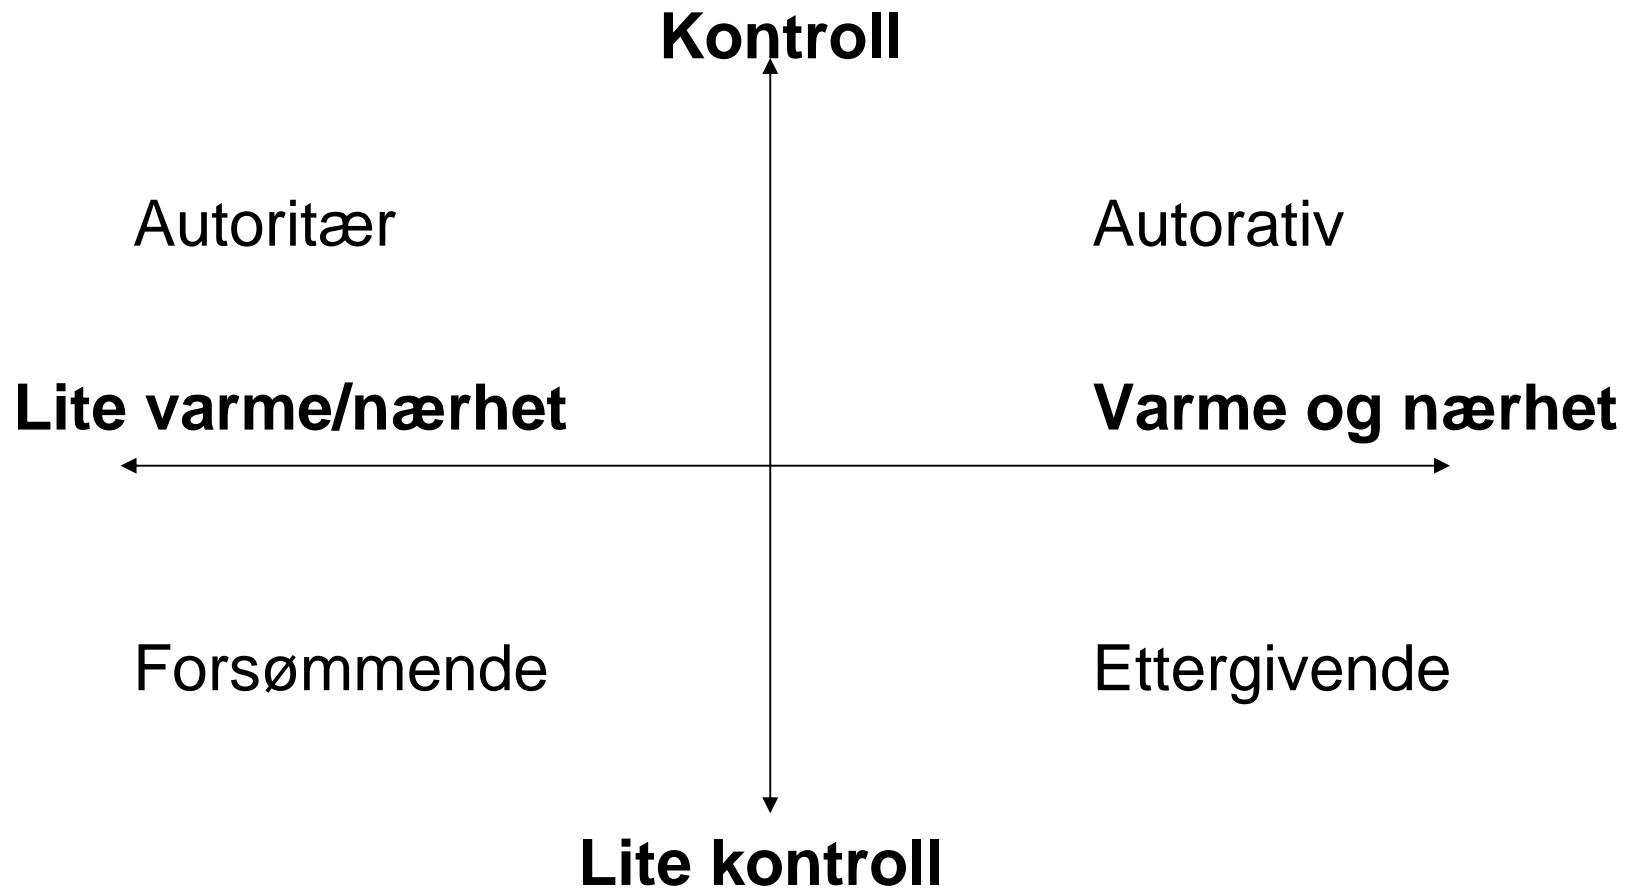 Kontroll
Autoritær
Autorativ
Lite varme/nærhet
Varme og nærhet
Forsømmende
Ettergivende
Lite kontroll